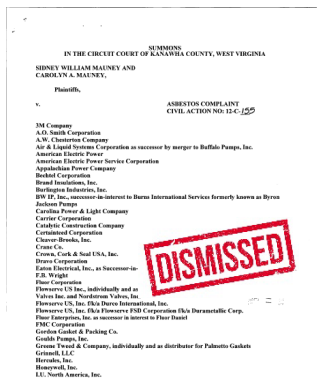 SUMMONS
IN THE CIRCUIT COURT OF KANAWHA COUNTY, WEST VIRGINIA
SIDNEY WILLIAM MAUNEY AND
CAROLYN A. MAUNEY,
Plaintiffs,
v. ASBESTOS COMPLAINT
CIVIL ACTION NO: 12-C-155
3M Company
A.O. Smith Corporation
A.W. Chesterton Company
Air & Liquid Systems Corporation as successor by merger to Buffalo Pumps, Inc.
American Electric Power
American Electric Power Service Corporation
Appalachian Power Company
Bechtel Corporation
Brand Insulations, Inc.
Burlington Industries, Inc.
BW IP, Inc., successor-in-interest to Burns International Services formerly known as Byron
Jackson Pumps
Carolina Power & Light Company
Carrier Corporation
Catalytic Construction Company
Certainteed Corporation
Cleaver-Brooks, Inc.
Crane Co.
Crown, Cork & Seal USA, Inc.
Dravo Corporation
Eaton Electrical, Inc., as Successor-in-
F.B. Wright
Fluor Corporation
Flowserve US Inc., individually and as
Valves Inc. and Nordstrom Valves, Inc.
Flowserve US, Inc. f/k/a Durco International, Inc.
Flowserve US, Inc. f/k/a Flowserve FSD Corporation f/k/a Durametallic Corp.
Fluor Enterprises, Inc. as successor in interest to Fluor Daniel
FMC Corporation
Gordon Gasket & Packing Co.
Goulds Pumps, Inc.
Greene Tweed & Company, individually and as distributor for Palmetto Gaskets
Grinnell, LLC
Hercules, Inc.
Honeywell, Inc.
I.U. North America, Inc.
DISMISSED